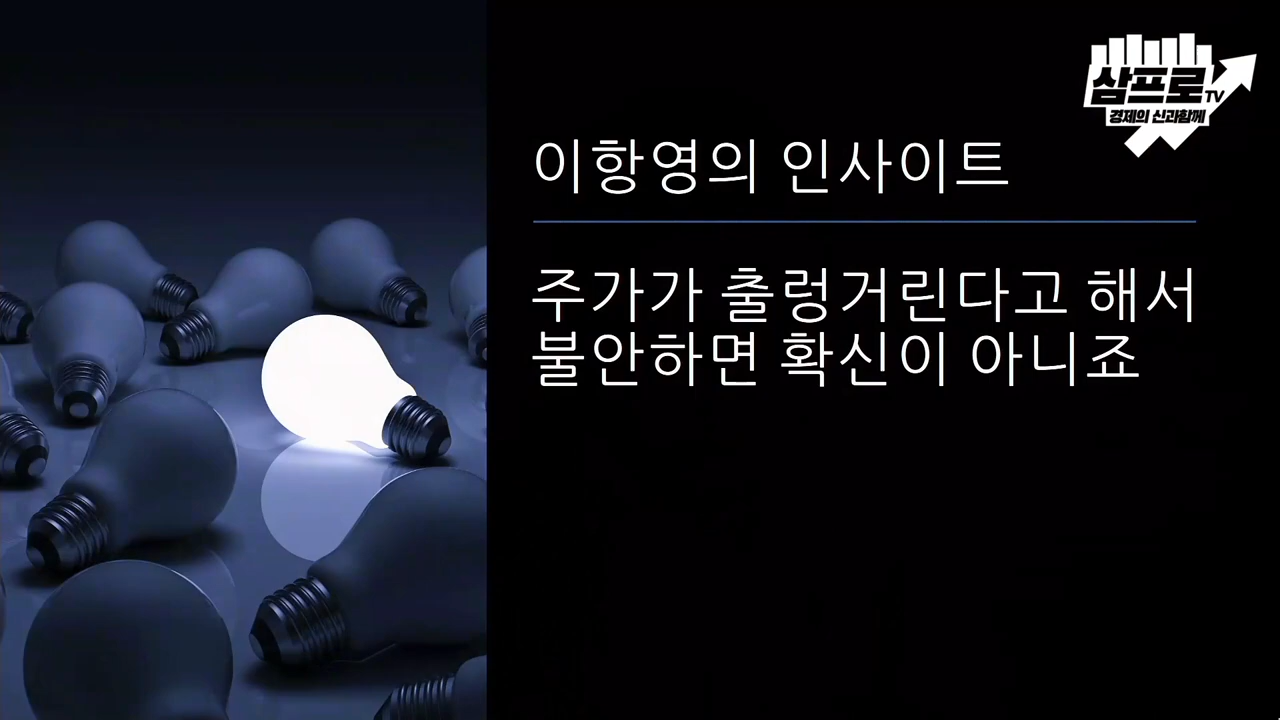 삼프로TV
경제의 신과함께
이항영의 인사이트
주가가 출렁거린다고 해서
불안하면 확신이 아니죠